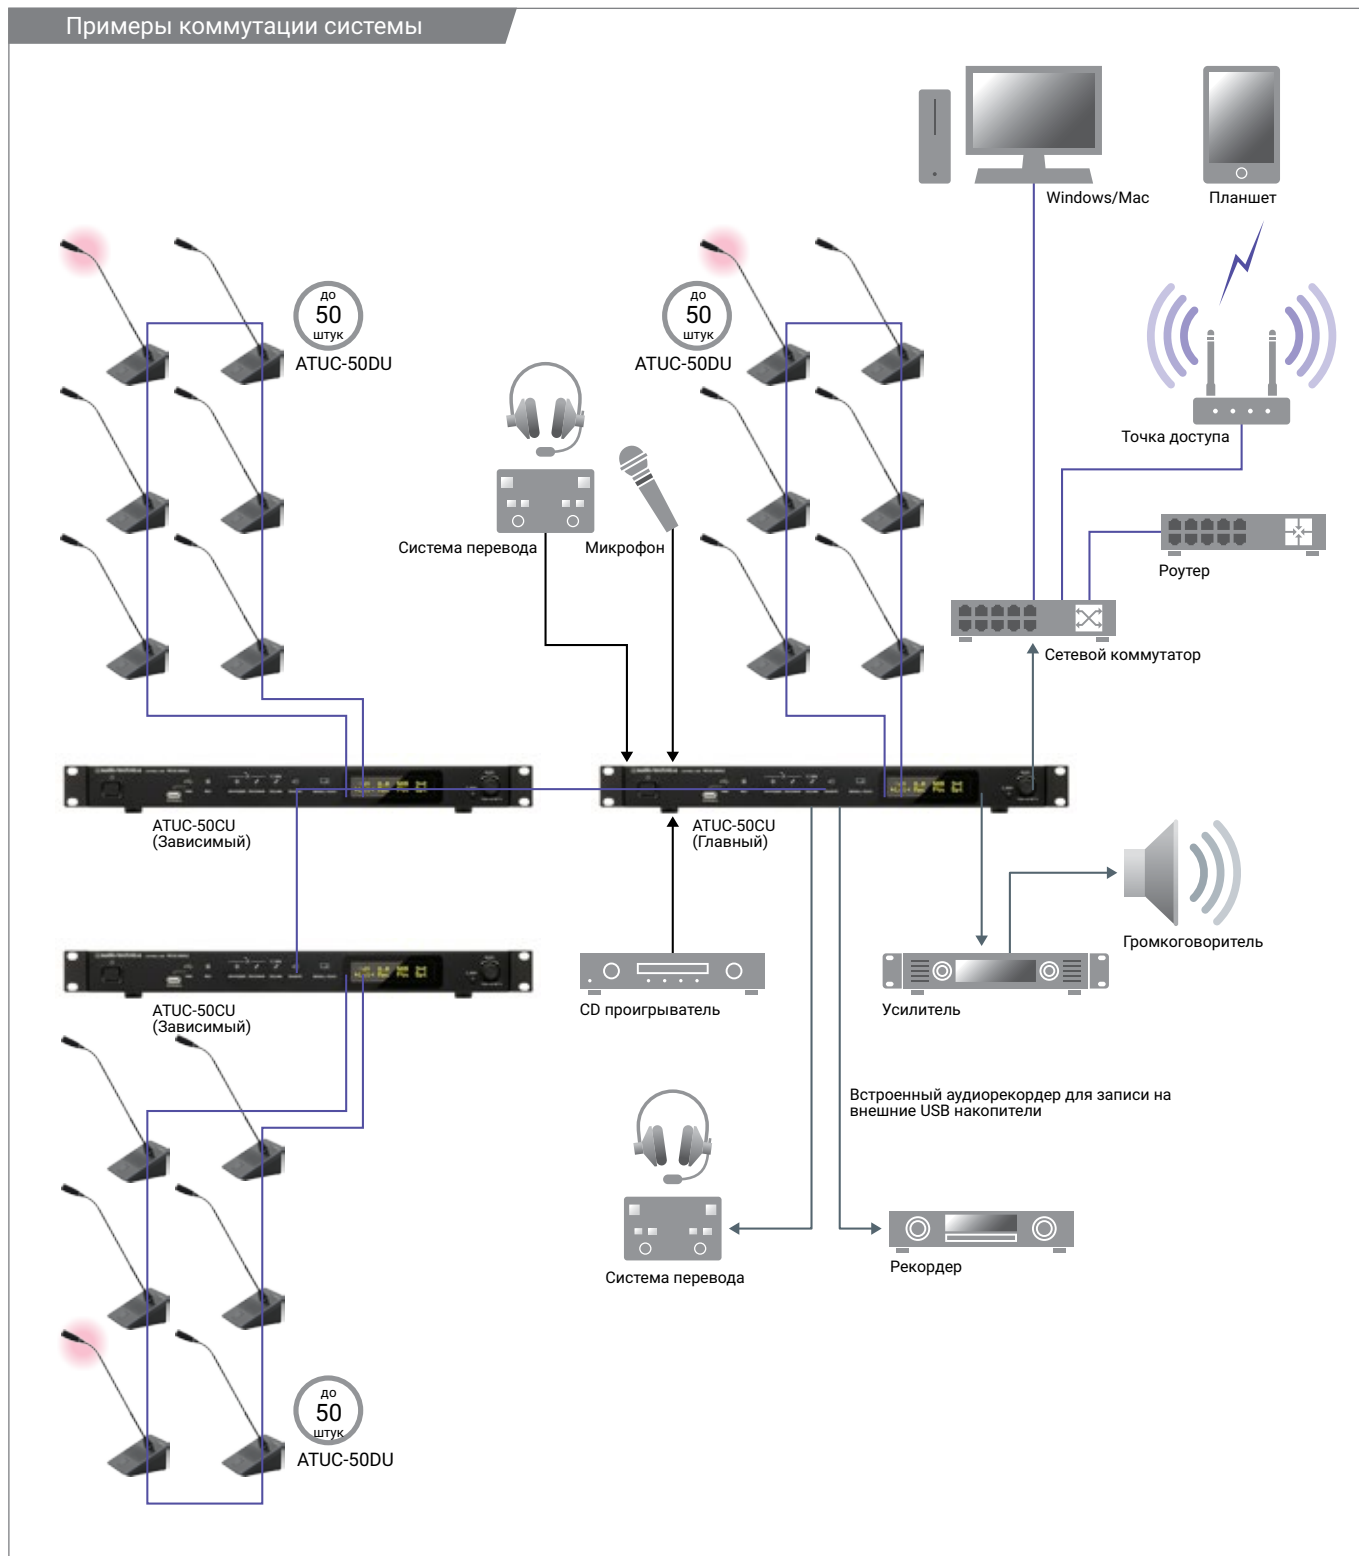 Примеры коммутации системы
Windows/Mac
Планшет
до
50
штук
ATUC-50DU
до
50
штук
ATUC-50DU
Точка доступа
Система перевода
Микрофон
Роутер
Сетевой коммутатор
ATUC-50CU
(Зависимый)
ATUC-50CU
(Главный)
Громкоговоритель
ATUC-50CU
(Зависимый)
CD проигрыватель
Усилитель
Встроенный аудиорекордер для записи на
внешние USB накопители
Система перевода
Рекордер
до
50
штук
ATUC-50DU